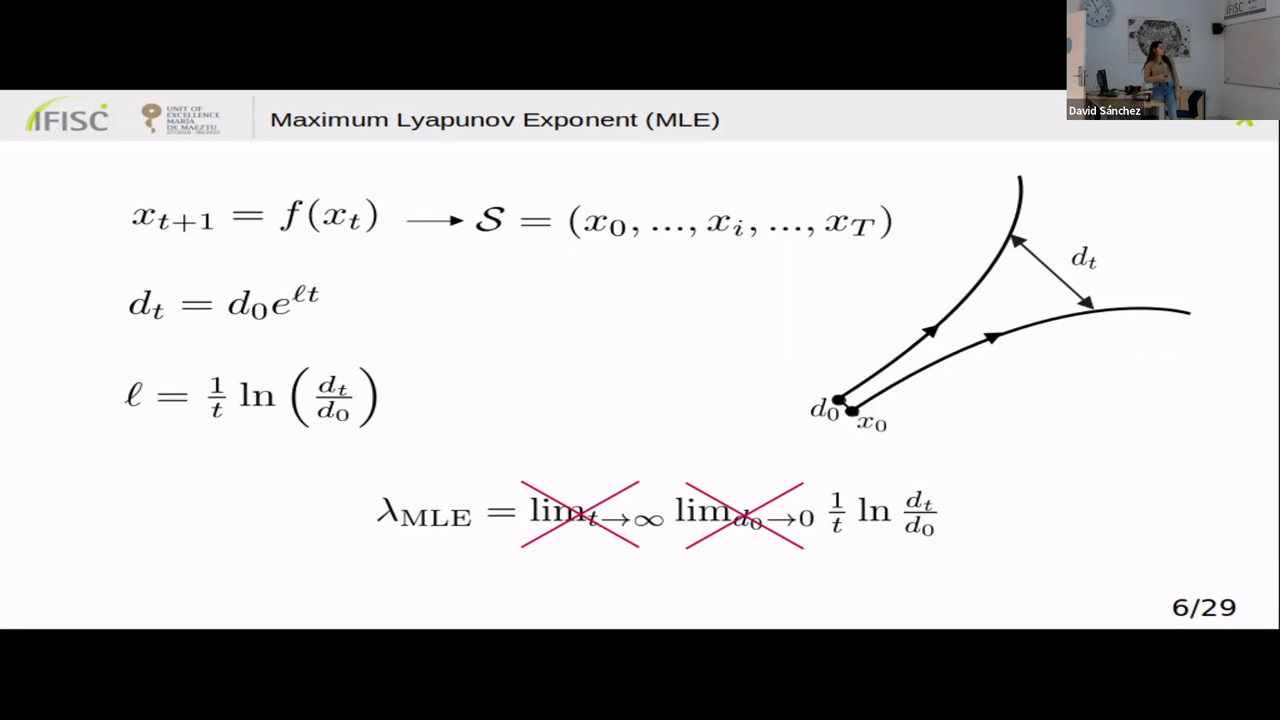 IFISC
David Sánchez
IFISC
UNIT OF
EXCELLENCE
MARÍA
DE MAEZTU
Maximum Lyapunov Exponent (MLE)
x_{t+1} = f(x_t) ⟶ 𝒮 = (x_0, ..., x_i, ..., x_T)
d_t
d_t = d_0 e^{ℓt}
ℓ = 1/t ln (d_t/d_0)
d_0 x_0
λ_MLE = lim_{t→∞} lim_{d_0→0} 1/t ln d_t/d_0
6/29